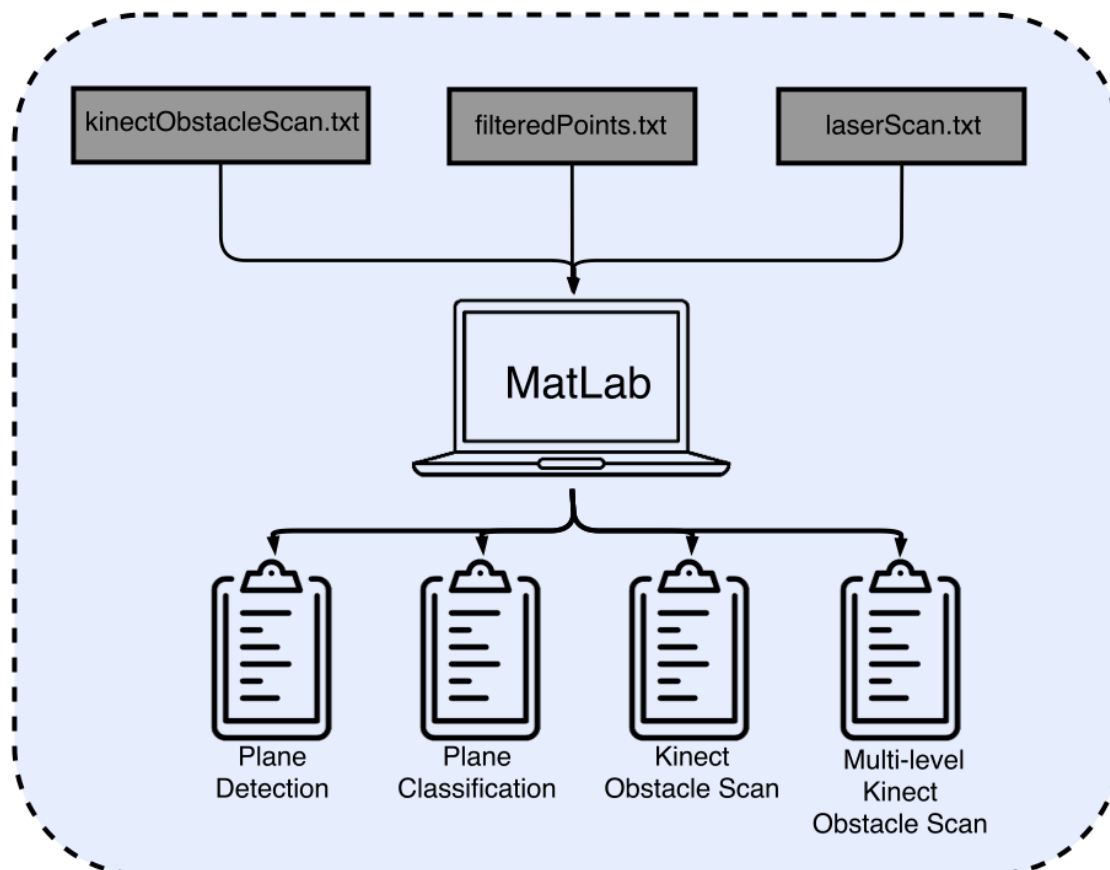 kinectObstacleScan.txt
filteredPoints.txt
laserScan.txt
MatLab
Plane
Detection
Plane
Classification
Kinect
Obstacle Scan
Multi-level
Kinect
Obstacle Scan